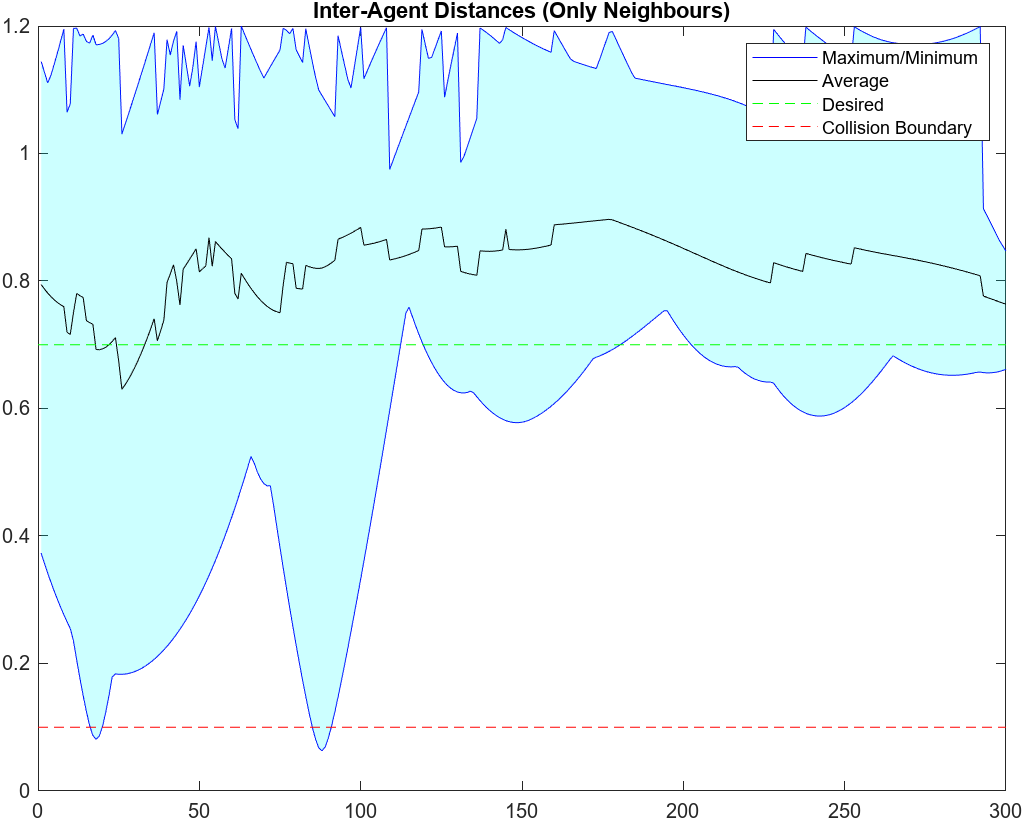 Inter-Agent Distances (Only Neighbours)
1.2
1
0.8
0.6
0.4
0.2
0
0 50 100 150 200 250 300
Maximum/Minimum
Average
Desired
Collision Boundary